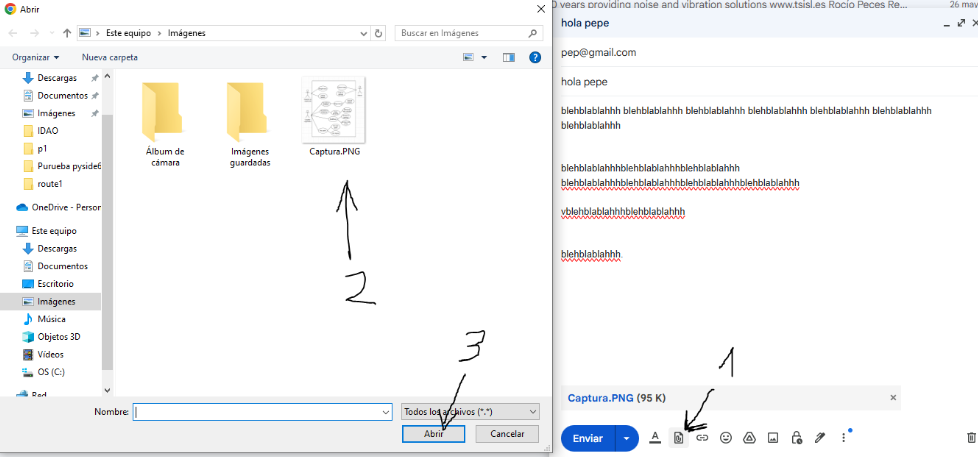 Abrir
Este equipo
Imágenes
Buscar en Imágenes
Organizar
Nueva carpeta
Descargas
Documentos
Imágenes
IDAO
p1
Purueba pyside6
route1
OneDrive - Person
Este equipo
Descargas
Documentos
Escritorio
Imágenes
Música
Objetos 3D
Vídeos
OS (C:)
Red
Álbum de
cámara
Imágenes
guardadas
Captura.PNG
2
3
Nombre:
Todos los archivos (*.*)
Abrir
Cancelar
0 years providing noise and vibration solutions www.tsisl.es Rocío Peces Re...
26 may
hola pepe
pep@gmail.com
hola pepe
blehblablahhh blehblablahhh blehblablahhh blehblablahhh blehblablahhh blehblablahhh
blehblablahhh
blehblablahhhblehblablahhhblehblablahhh
blehblablahhhblehblablahhhblehblablahhhblehblablahhh
vblehblablahhhblehblablahhh
blehblablahhh
1
Captura.PNG (95 K)
Enviar